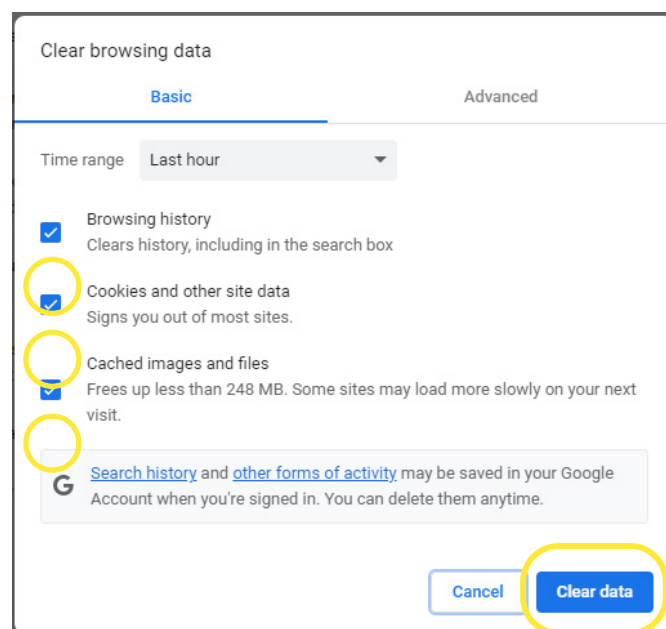 Clear browsing data
Basic
Advanced
Time range
Last hour
Browsing history
Clears history, including in the search box
Cookies and other site data
Signs you out of most sites.
Cached images and files
Frees up less than 248 MB. Some sites may load more slowly on your next
visit.
G
Search history and other forms of activity may be saved in your Google
Account when you're signed in. You can delete them anytime.
Cancel
Clear data